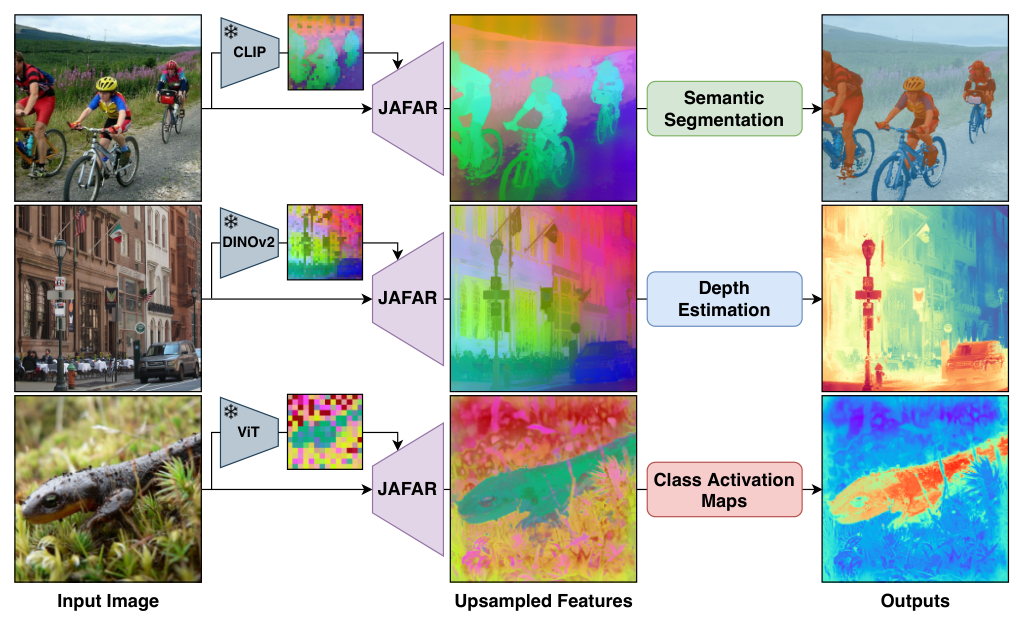 CLIP
JAFAR
Semantic
Segmentation
DINOv2
JAFAR
Depth
Estimation
ViT
JAFAR
Class Activation
Maps
Input Image
Upsampled Features
Outputs